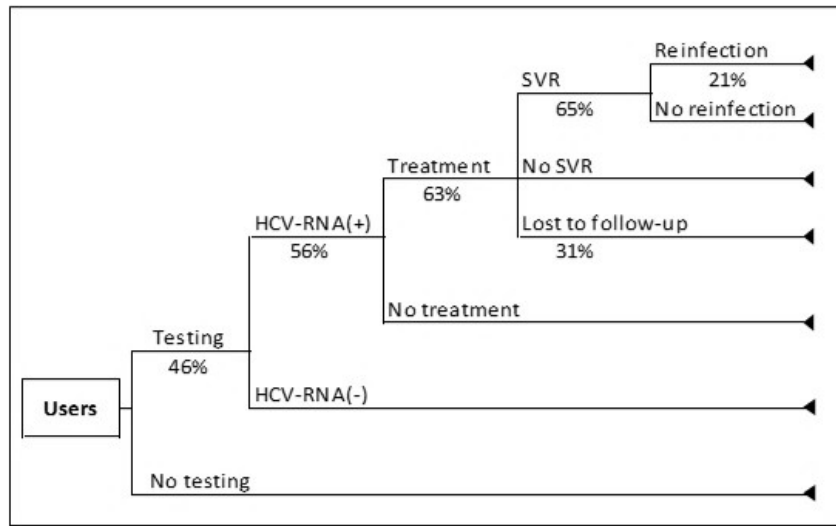 Reinfection
21%
SVR
65%
No reinfection
Treatment
63%
No SVR
HCV-RNA(+)
56%
Lost to follow-up
31%
No treatment
Testing
46%
HCV-RNA(-)
Users
No testing